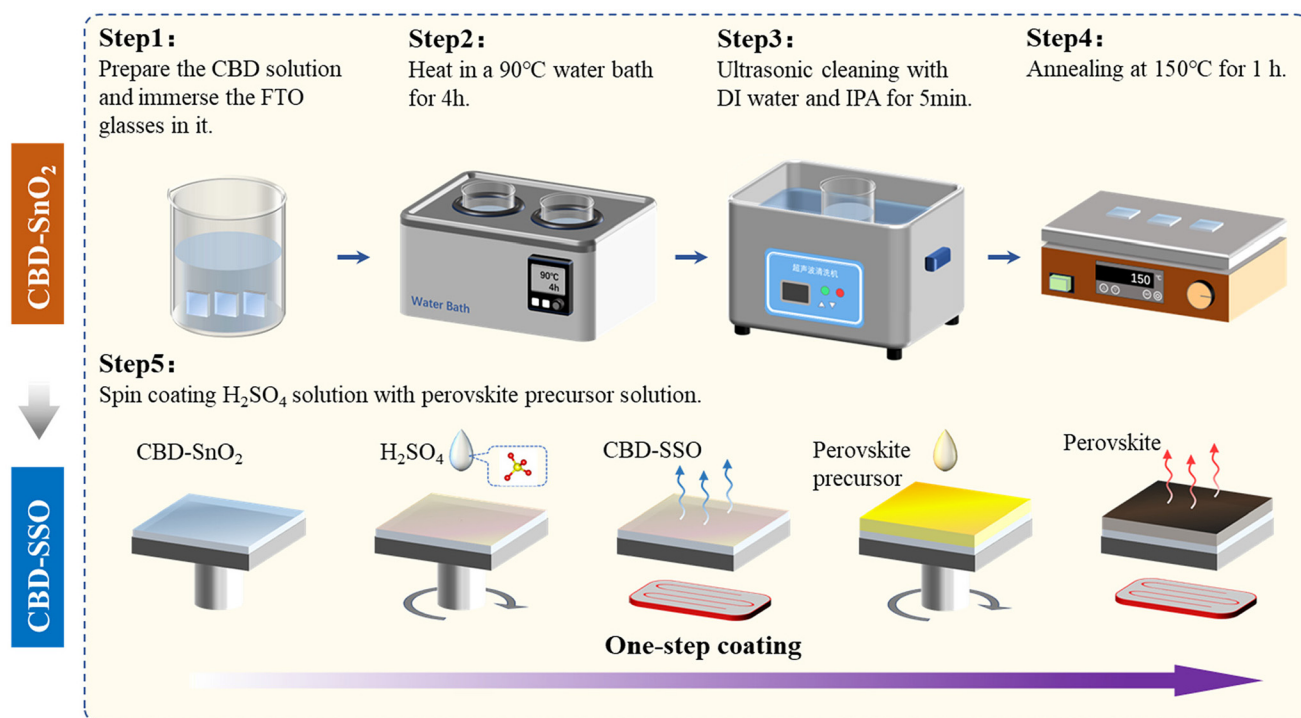 Step1:
Prepare the CBD solution
and immerse the FTO
glasses in it.
Step2:
Heat in a 90℃ water bath
for 4h.
Step3:
Ultrasonic cleaning with
DI water and IPA for 5min.
Step4:
Annealing at 150℃ for 1 h.
CBD-SnO₂
90℃
4h
Water Bath
超声波清洗机
150 ℃
Step5:
Spin coating H₂SO₄ solution with perovskite precursor solution.
CBD-SSO
CBD-SnO₂
H₂SO₄
CBD-SSO
Perovskite
precursor
Perovskite
One-step coating